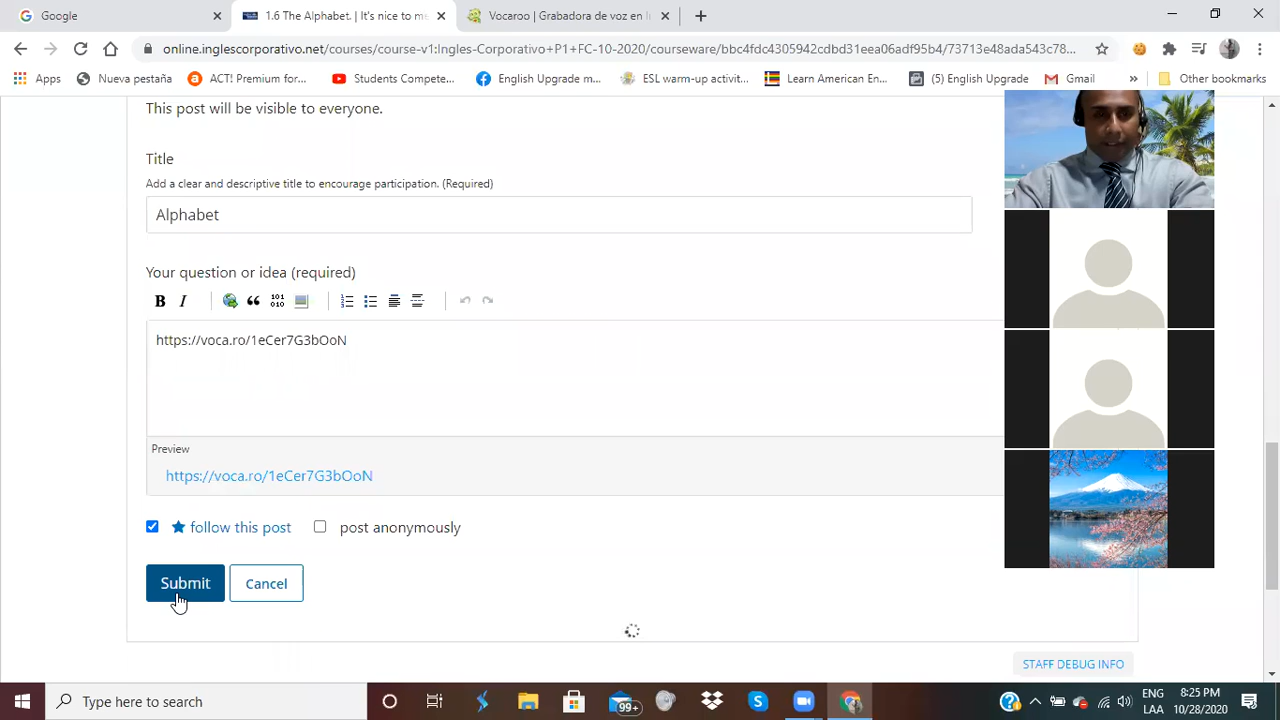 Google
1.6 The Alphabet. | It's nice to me
Vocaroo | Grabadora de voz en li
online.inglescorporativo.net/courses/course-v1:Ingles-Corporativo+P1+FC-10-2020/courseware/bbc4fdc4305942cdbd31eea06adf95b4/73713e48ada543c78...
Apps
Nueva pestaña
ACT! Premium for...
Students Compete...
English Upgrade m...
ESL warm-up activit...
Learn American En...
(5) English Upgrade
Gmail
»
Other bookmarks
This post will be visible to everyone.
Title
Add a clear and descriptive title to encourage participation. (Required)
Alphabet
Your question or idea (required)
B I
101
010
https://voca.ro/1eCer7G3bOoN
Preview
https://voca.ro/1eCer7G3bOoN
follow this post
post anonymously
Submit
Cancel
STAFF DEBUG INFO
Type here to search
99+
ENG
LAA
8:25 PM
10/28/2020